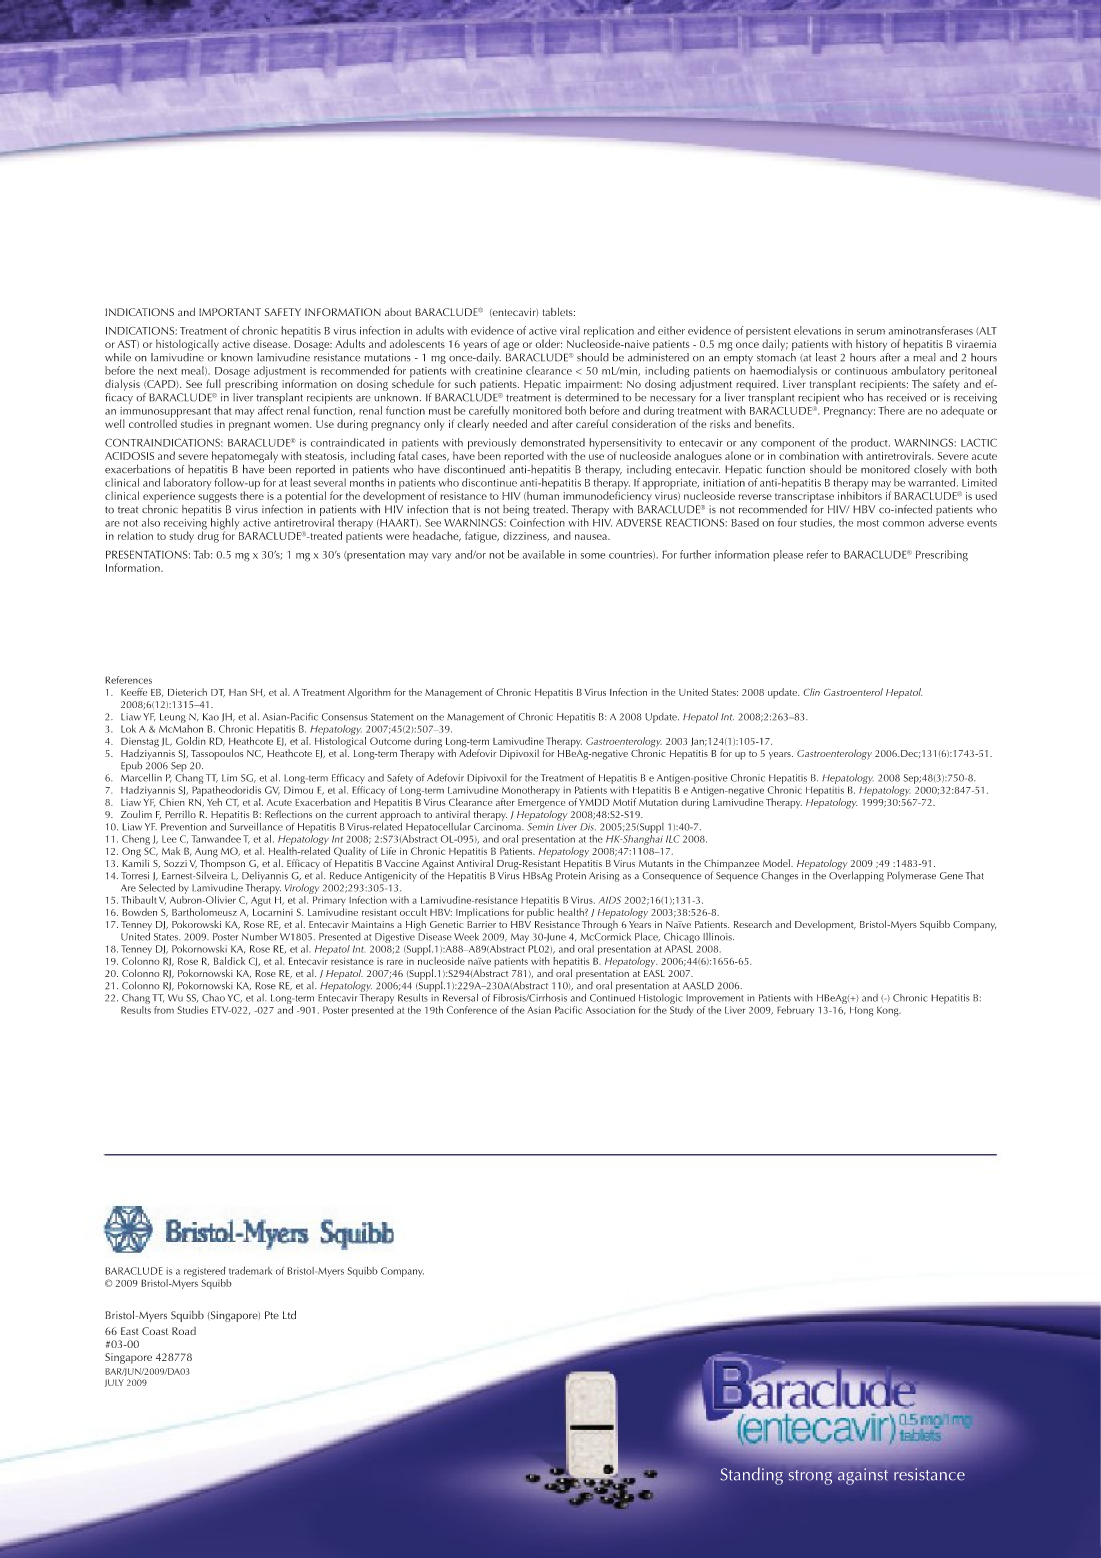 INDICATIONS and IMPORTANT SAFETY INFORMATION about BARACLUDE® (entecavir) tablets:
INDICATIONS: Treatment of chronic hepatitis B virus infection in adults with evidence of active viral replication and either evidence of persistent elevations in serum aminotransferases (ALT
or AST) or histologically active disease. Dosage: Adults and adolescents 16 years of age or older: Nucleoside-naive patients - 0.5 mg once daily; patients with history of hepatitis B viraemia
while on lamivudine or known lamivudine resistance mutations - 1 mg once-daily. BARACLUDE® should be administered on an empty stomach (at least 2 hours after a meal and 2 hours
before the next meal). Dosage adjustment is recommended for patients with creatinine clearance < 50 mL/min, including patients on haemodialysis or continuous ambulatory peritoneal
dialysis (CAPD). See full prescribing information on dosing schedule for such patients. Hepatic impairment: No dosing adjustment required. Liver transplant recipients: The safety and ef-
ficacy of BARACLUDE® in liver transplant recipients are unknown. If BARACLUDE® treatment is determined to be necessary for a liver transplant recipient who has received or is receiving
an immunosuppresant that may affect renal function, renal function must be carefully monitored both before and during treatment with BARACLUDE®. Pregnancy: There are no adequate or
well controlled studies in pregnant women. Use during pregnancy only if clearly needed and after careful consideration of the risks and benefits.
CONTRAINDICATIONS: BARACLUDE® is contraindicated in patients with previously demonstrated hypersensitivity to entecavir or any component of the product. WARNINGS: LACTIC
ACIDOSIS and severe hepatomegaly with steatosis, including fatal cases, have been reported with the use of nucleoside analogues alone or in combination with antiretrovirals. Severe acute
exacerbations of hepatitis B have been reported in patients who have discontinued anti-hepatitis B therapy, including entecavir. Hepatic function should be monitored closely with both
clinical and laboratory follow-up for at least several months in patients who discontinue anti-hepatitis B therapy. If appropriate, initiation of anti-hepatitis B therapy may be warranted. Limited
clinical experience suggests there is a potential for the development of resistance to HIV (human immunodeficiency virus) nucleoside reverse transcriptase inhibitors if BARACLUDE® is used
to treat chronic hepatitis B virus infection in patients with HIV infection that is not being treated. Therapy with BARACLUDE® is not recommended for HIV/ HBV co-infected patients who
are not also receiving highly active antiretroviral therapy (HAART). See WARNINGS: Coinfection with HIV. ADVERSE REACTIONS: Based on four studies, the most common adverse events
in relation to study drug for BARACLUDE®-treated patients were headache, fatigue, dizziness, and nausea.
PRESENTATIONS: Tab: 0.5 mg x 30's; 1 mg x 30's (presentation may vary and/or not be available in some countries). For further information please refer to BARACLUDE® Prescribing
Information.
References
1. Keeffe EB, Dieterich DT, Han SH, et al. A Treatment Algorithm for the Management of Chronic Hepatitis B Virus Infection in the United States: 2008 update. Clin Gastroenterol Hepatol.
2008;6(12):1315–41.
2. Liaw YF, Leung N, Kao JH, et al. Asian-Pacific Consensus Statement on the Management of Chronic Hepatitis B: A 2008 Update. Hepatol Int. 2008;2:263–83.
3. Lok A & McMahon B. Chronic Hepatitis B. Hepatology. 2007;45(2):507–39.
4. Dienstag JL, Goldin RD, Heathcote EJ, et al. Histological Outcome during Long-term Lamivudine Therapy. Gastroenterology. 2003 Jan;124(1):105-17.
5. Hadziyannis SJ, Tassopoulos NC, Heathcote EJ, et al. Long-term Therapy with Adefovir Dipivoxil for HBeAg-negative Chronic Hepatitis B for up to 5 years. Gastroenterology 2006.Dec;131(6):1743-51.
Epub 2006 Sep 20.
6. Marcellin P, Chang TT, Lim SG, et al. Long-term Efficacy and Safety of Adefovir Dipivoxil for the Treatment of Hepatitis B e Antigen-positive Chronic Hepatitis B. Hepatology. 2008 Sep;48(3):750-8.
7. Hadziyannis SJ, Papatheodoridis GV, Dimou E, et al. Efficacy of Long-term Lamivudine Monotherapy in Patients with Hepatitis B e Antigen-negative Chronic Hepatitis B. Hepatology. 2000;32:847-51.
8. Liaw YF, Chien RN, Yeh CT, et al. Acute Exacerbation and Hepatitis B Virus Clearance after Emergence of YMDD Motif Mutation during Lamivudine Therapy. Hepatology. 1999;30:567-72.
9. Zoulim F, Perrillo R. Hepatitis B: Reflections on the current approach to antiviral therapy. J Hepatology 2008;48:S2-S19.
10. Liaw YF. Prevention and Surveillance of Hepatitis B Virus-related Hepatocellular Carcinoma. Semin Liver Dis. 2005;25(Suppl 1):40-7.
11. Cheng J, Lee C, Tanwandee T, et al. Hepatology Int 2008; 2:S73(Abstract OL-095), and oral presentation at the HK-Shanghai ILC 2008.
12. Ong SC, Mak B, Aung MO, et al. Health-related Quality of Life in Chronic Hepatitis B Patients. Hepatology 2008;47:1108–17.
13. Kamili S, Sozzi V, Thompson G, et al. Efficacy of Hepatitis B Vaccine Against Antiviral Drug-Resistant Hepatitis B Virus Mutants in the Chimpanzee Model. Hepatology 2009 ;49 :1483-91.
14. Torresi J, Earnest-Silveira L, Deliyannis G, et al. Reduce Antigenicity of the Hepatitis B Virus HBsAg Protein Arising as a Consequence of Sequence Changes in the Overlapping Polymerase Gene That
Are Selected by Lamivudine Therapy. Virology 2002;293:305-13.
15. Thibault V, Aubron-Olivier C, Agut H, et al. Primary Infection with a Lamivudine-resistance Hepatitis B Virus. AIDS 2002;16(1);131-3.
16. Bowden S, Bartholomeusz A, Locarnini S. Lamivudine resistant occult HBV: Implications for public health? J Hepatology 2003;38:526-8.
17. Tenney DJ, Pokorowski KA, Rose RE, et al. Entecavir Maintains a High Genetic Barrier to HBV Resistance Through 6 Years in Naïve Patients. Research and Development, Bristol-Myers Squibb Company,
United States. 2009. Poster Number W1805. Presented at Digestive Disease Week 2009, May 30-June 4, McCormick Place, Chicago Illinois.
18. Tenney DJ, Pokornowski KA, Rose RE, et al. Hepatol Int. 2008;2 (Suppl.1):A88–A89(Abstract PL02), and oral presentation at APASL 2008.
19. Colonno RJ, Rose R, Baldick CJ, et al. Entecavir resistance is rare in nucleoside naïve patients with hepatitis B. Hepatology. 2006;44(6):1656-65.
20. Colonno RJ, Pokornowski KA, Rose RE, et al. J Hepatol. 2007;46 (Suppl.1):S294(Abstract 781), and oral presentation at EASL 2007.
21. Colonno RJ, Pokornowski KA, Rose RE, et al. Hepatology. 2006;44 (Suppl.1):229A–230A(Abstract 110), and oral presentation at AASLD 2006.
22. Chang TT, Wu SS, Chao YC, et al. Long-term Entecavir Therapy Results in Reversal of Fibrosis/Cirrhosis and Continued Histologic Improvement in Patients with HBeAg(+) and (-) Chronic Hepatitis B:
Results from Studies ETV-022, -027 and -901. Poster presented at the 19th Conference of the Asian Pacific Association for the Study of the Liver 2009, February 13-16, Hong Kong.
Bristol-Myers Squibb
BARACLUDE is a registered trademark of Bristol-Myers Squibb Company.
© 2009 Bristol-Myers Squibb
Bristol-Myers Squibb (Singapore) Pte Ltd
66 East Coast Road
#03-00
Singapore 428778
BAR/JUN/2009/DA03
JULY 2009
Baraclude™
(entecavir) 0.5 mg/1 mg
tablets
Standing strong against resistance